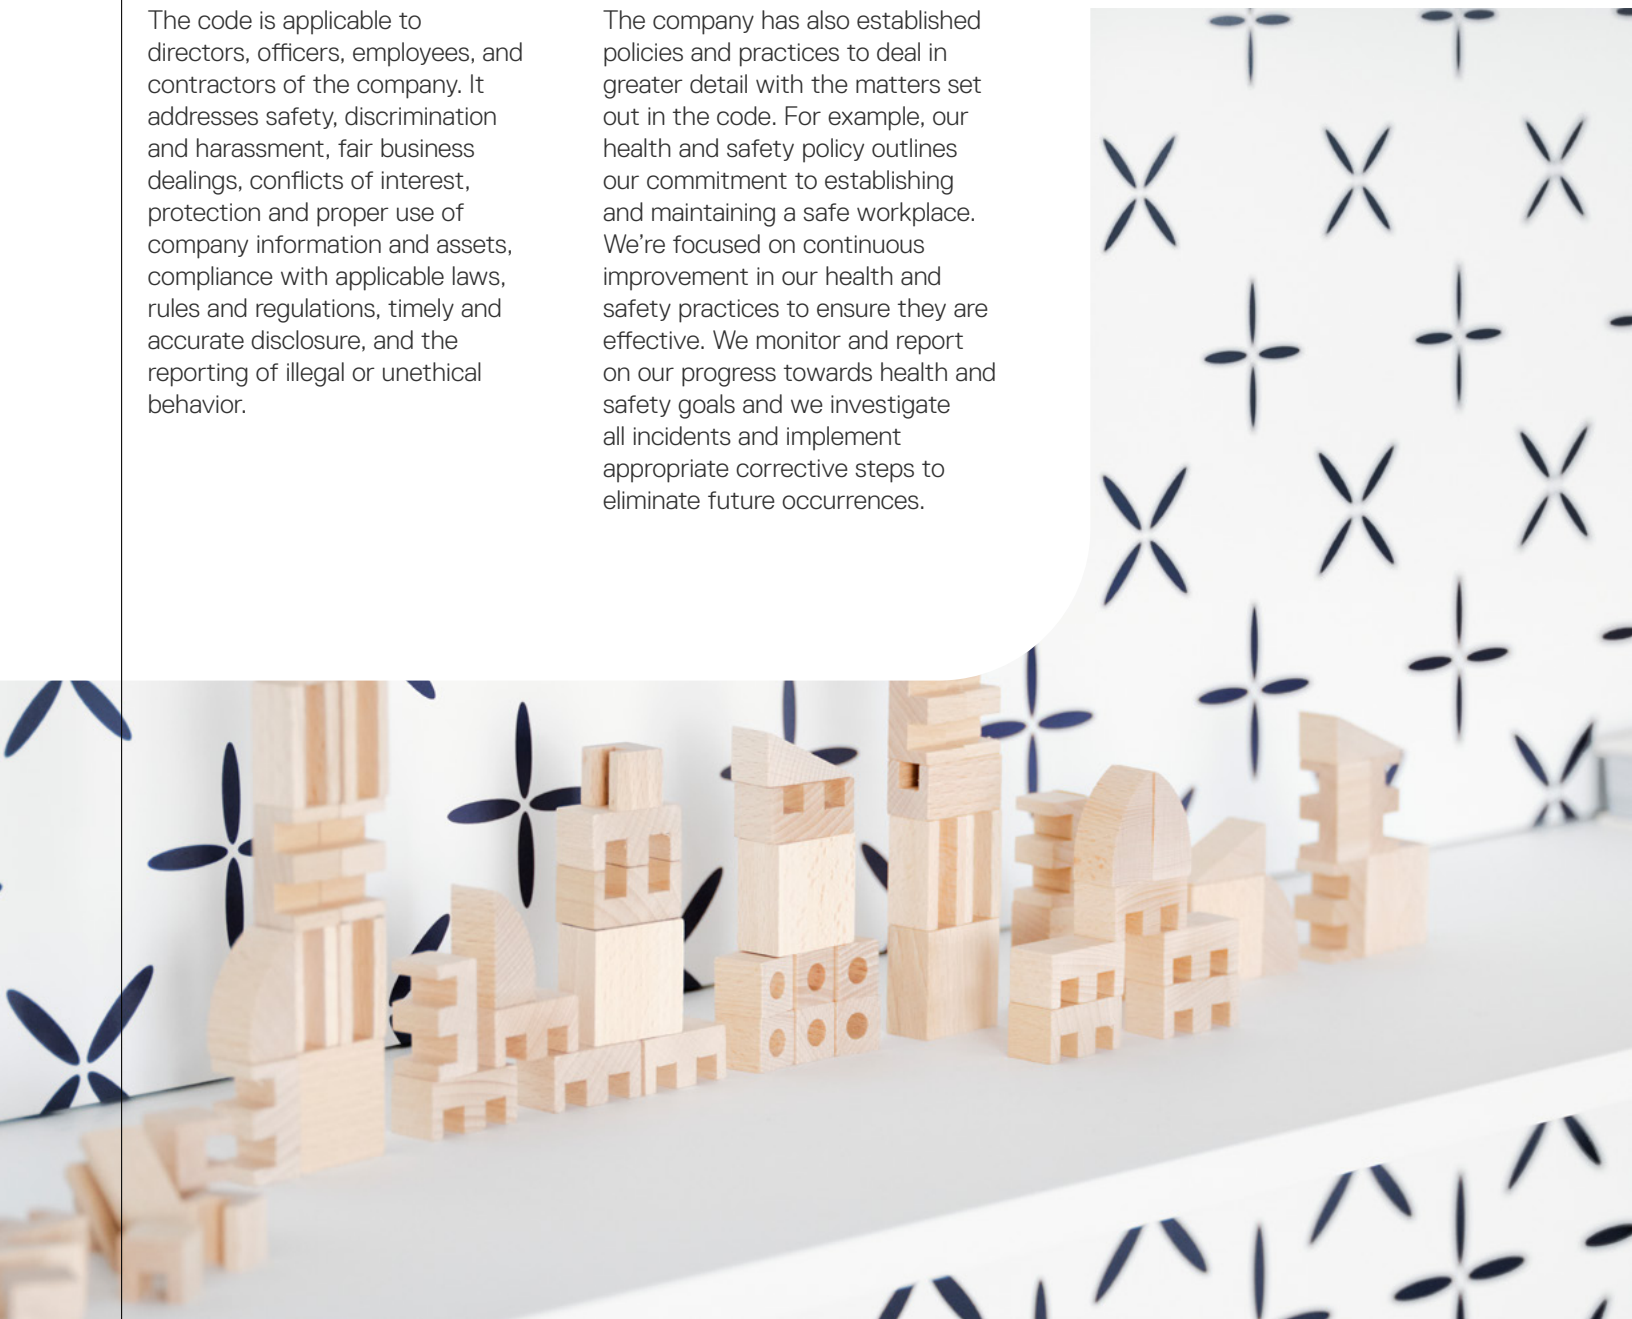 The code is applicable to
directors, officers, employees, and
contractors of the company. It
addresses safety, discrimination
and harassment, fair business
dealings, conflicts of interest,
protection and proper use of
company information and assets,
compliance with applicable laws,
rules and regulations, timely and
accurate disclosure, and the
reporting of illegal or unethical
behavior.
The company has also established
policies and practices to deal in
greater detail with the matters set
out in the code. For example, our
health and safety policy outlines
our commitment to establishing
and maintaining a safe workplace.
We’re focused on continuous
improvement in our health and
safety practices to ensure they are
effective. We monitor and report
on our progress towards health and
safety goals and we investigate
all incidents and implement
appropriate corrective steps to
eliminate future occurrences.